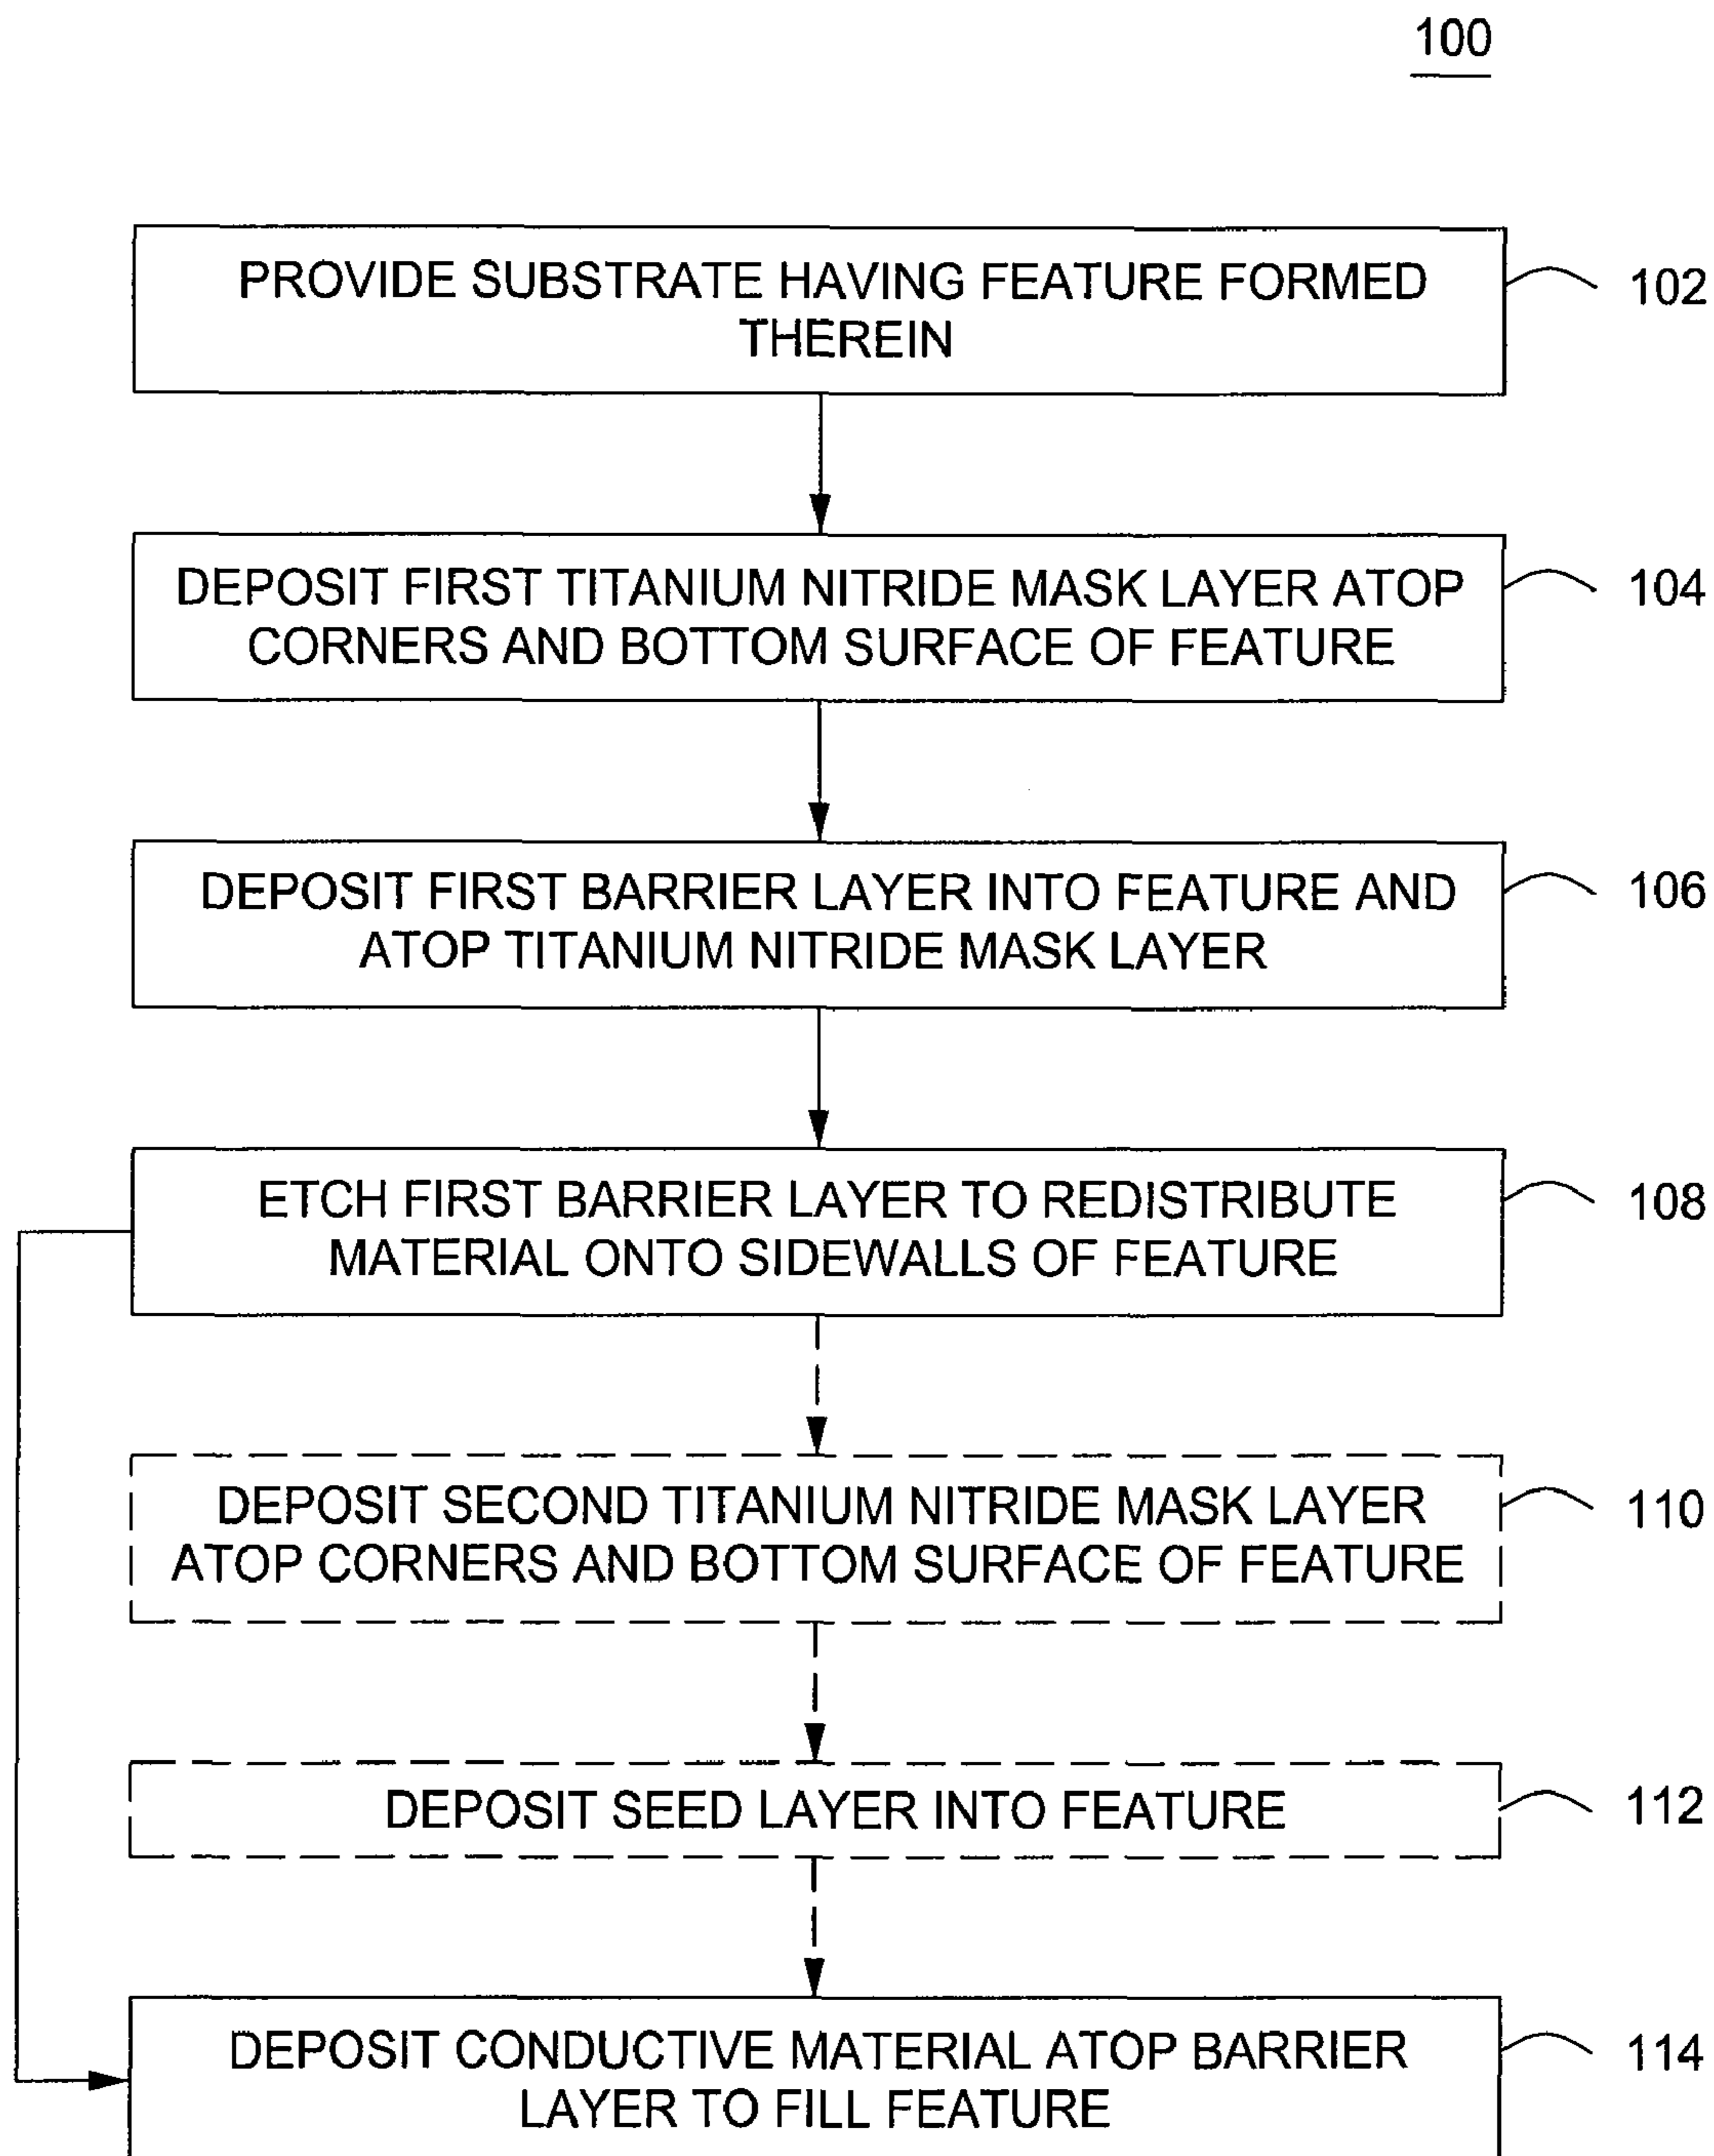 100
PROVIDE SUBSTRATE HAVING FEATURE FORMED
THEREIN
102
DEPOSIT FIRST TITANIUM NITRIDE MASK LAYER ATOP
CORNERS AND BOTTOM SURFACE OF FEATURE
104
DEPOSIT FIRST BARRIER LAYER INTO FEATURE AND
ATOP TITANIUM NITRIDE MASK LAYER
106
ETCH FIRST BARRIER LAYER TO REDISTRIBUTE
MATERIAL ONTO SIDEWALLS OF FEATURE
108
DEPOSIT SECOND TITANIUM NITRIDE MASK LAYER
ATOP CORNERS AND BOTTOM SURFACE OF FEATURE
110
DEPOSIT SEED LAYER INTO FEATURE
112
DEPOSIT CONDUCTIVE MATERIAL ATOP BARRIER
LAYER TO FILL FEATURE
114